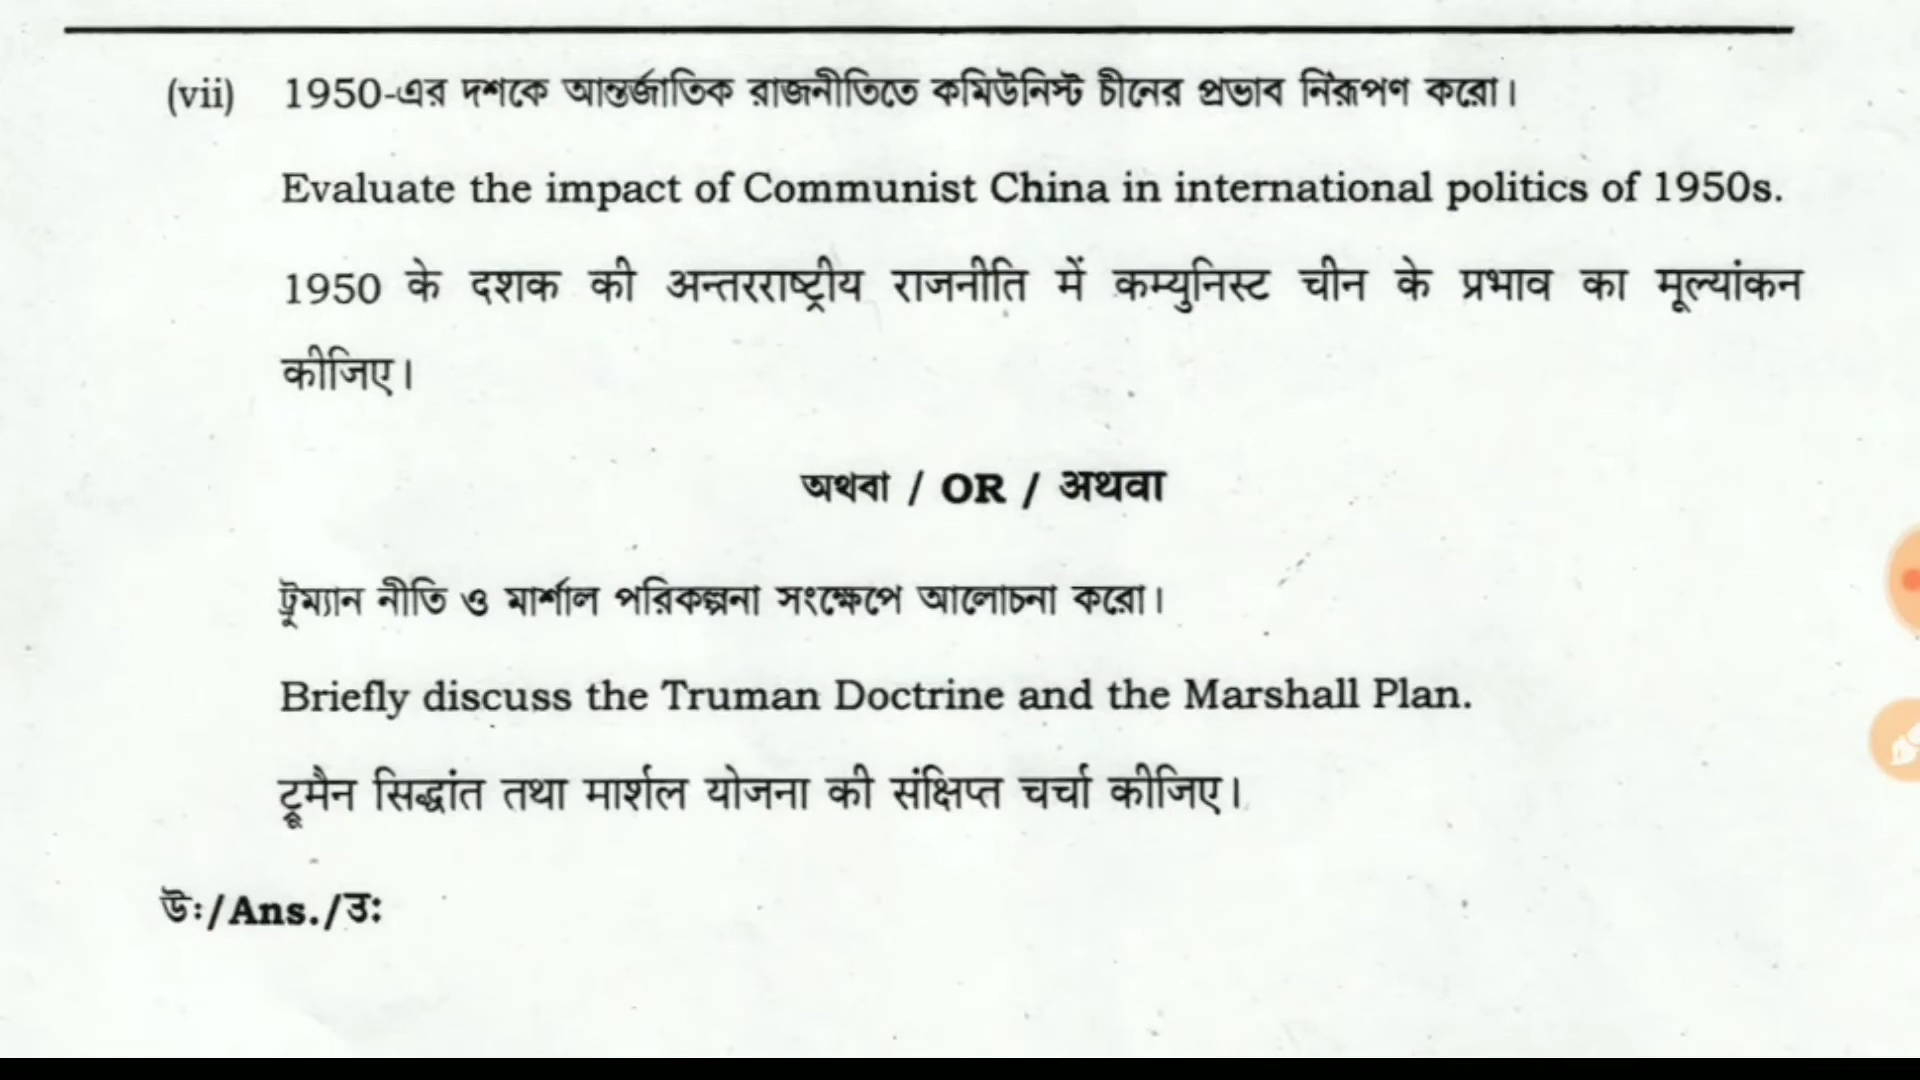 (vii) 1950-এর দশকে আন্তর্জাতিক রাজনীতিতে কমিউনিস্ট চীনের প্রভাব নিরূপণ করো।
Evaluate the impact of Communist China in international politics of 1950s.
1950 के दशक की अन्तरराष्ट्रीय राजनीति में कम्युनिस्ट चीन के प्रभाव का मूल्यांकन
कीजिए।
অথবা / OR / अथवा
ট্রুম্যান নীতি ও মার্শাল পরিকল্পনা সংক্ষেপে আলোচনা করো।
Briefly discuss the Truman Doctrine and the Marshall Plan.
ट्रूमैन सिद्धांत तथा मार्शल योजना की संक्षिप्त चर्चा कीजिए।
উঃ/Ans./उः